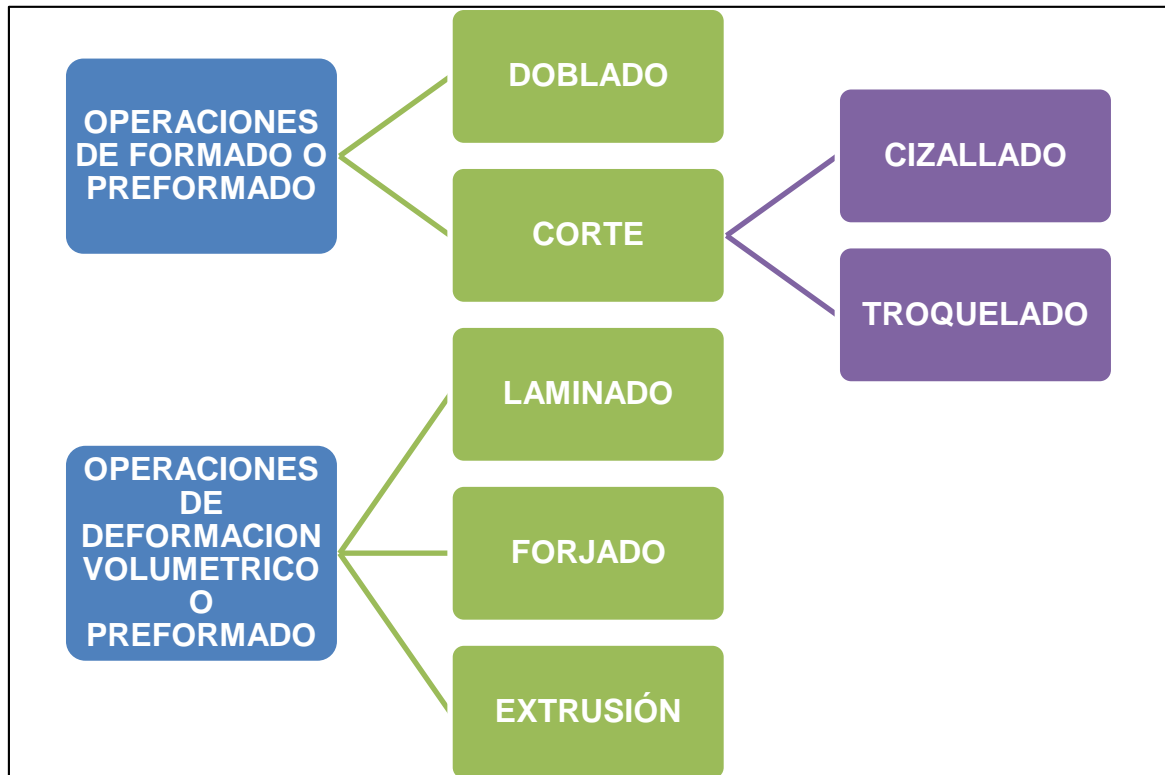 OPERACIONES
DE FORMADO O
PREFORMADO
DOBLADO
CORTE
CIZALLADO
TROQUELADO
OPERACIONES
DE
DEFORMACION
VOLUMETRICO
O
PREFORMADO
LAMINADO
FORJADO
EXTRUSIÓN